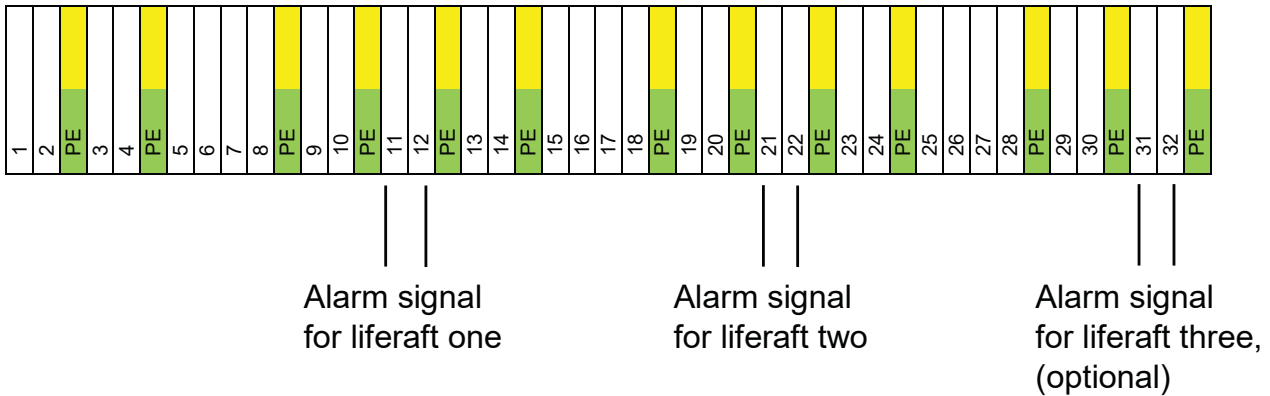 1 2 PE 3 4 PE 5 6 7 8 PE 9 10 PE 11 12 PE 13 14 PE 15 16 17 18 PE 19 20 PE 21 22 PE 23 24 PE 25 26 27 28 PE 29 30 PE 31 32 PE
Alarm signal
for liferaft one
Alarm signal
for liferaft two
Alarm signal
for liferaft three,
(optional)